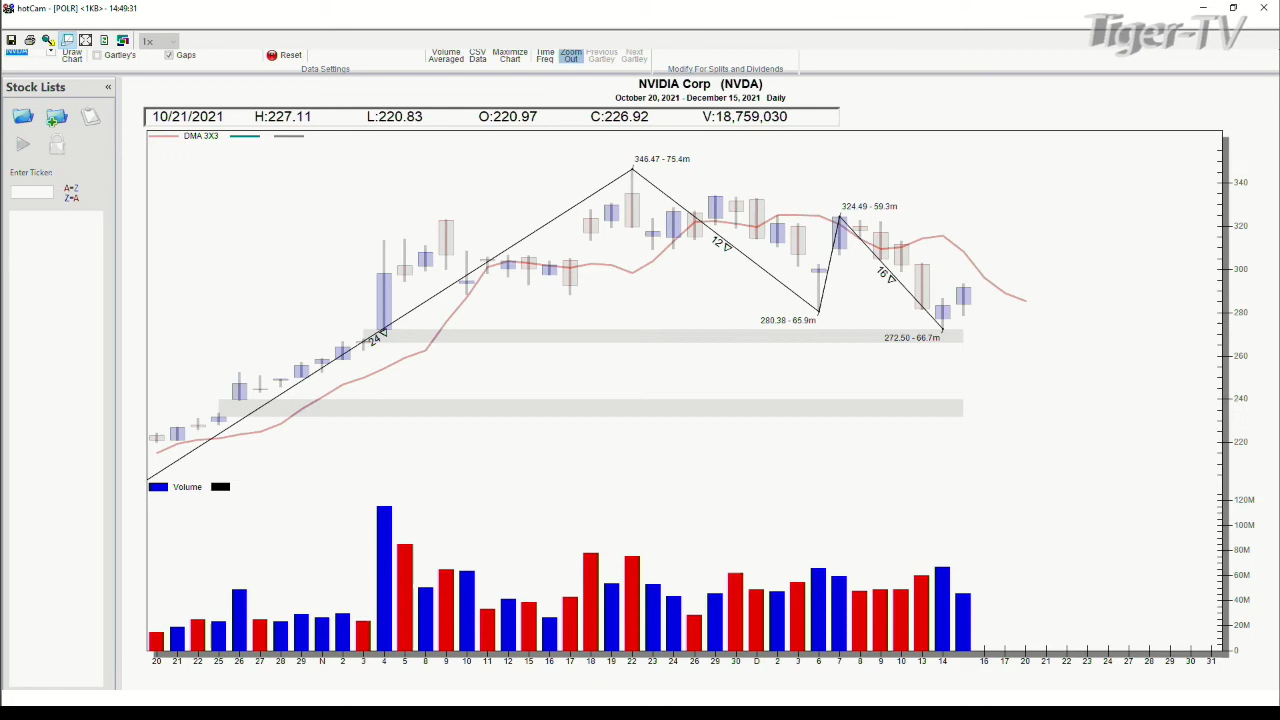 hotCam - [POLR] <1KB> - 14:49:31
Tiger-TV
1x
NVDA
Draw Chart
Gartley's
Gaps
Reset
Volume Averaged
CSV Data
Maximize Chart
Time Freq
Zoom Out
Previous Gartley
Next Gartley
Data Settings
Modify For Splits and Dividends
Stock Lists «
Enter Ticker:
A=Z
Z=A
NVIDIA Corp (NVDA)
October 20, 2021 - December 15, 2021 Daily
10/21/2021 H:227.11 L:220.83 O:220.97 C:226.92 V:18,759,030
DMA 3X3
346.47 - 75.4m
340
324.49 - 59.3m
320
12
300
16
280.38 - 65.9m
280
24
272.50 - 66.7m
260
240
220
Volume
120M
100M
80M
60M
40M
20M
0
20 21 22 25 26 27 28 29 N 2 3 4 5 8 9 10 11 12 15 16 17 18 19 22 23 24 26 29 30 D 2 3 6 7 8 9 10 13 14 16 17 20 21 22 23 24 27 28 29 30 31